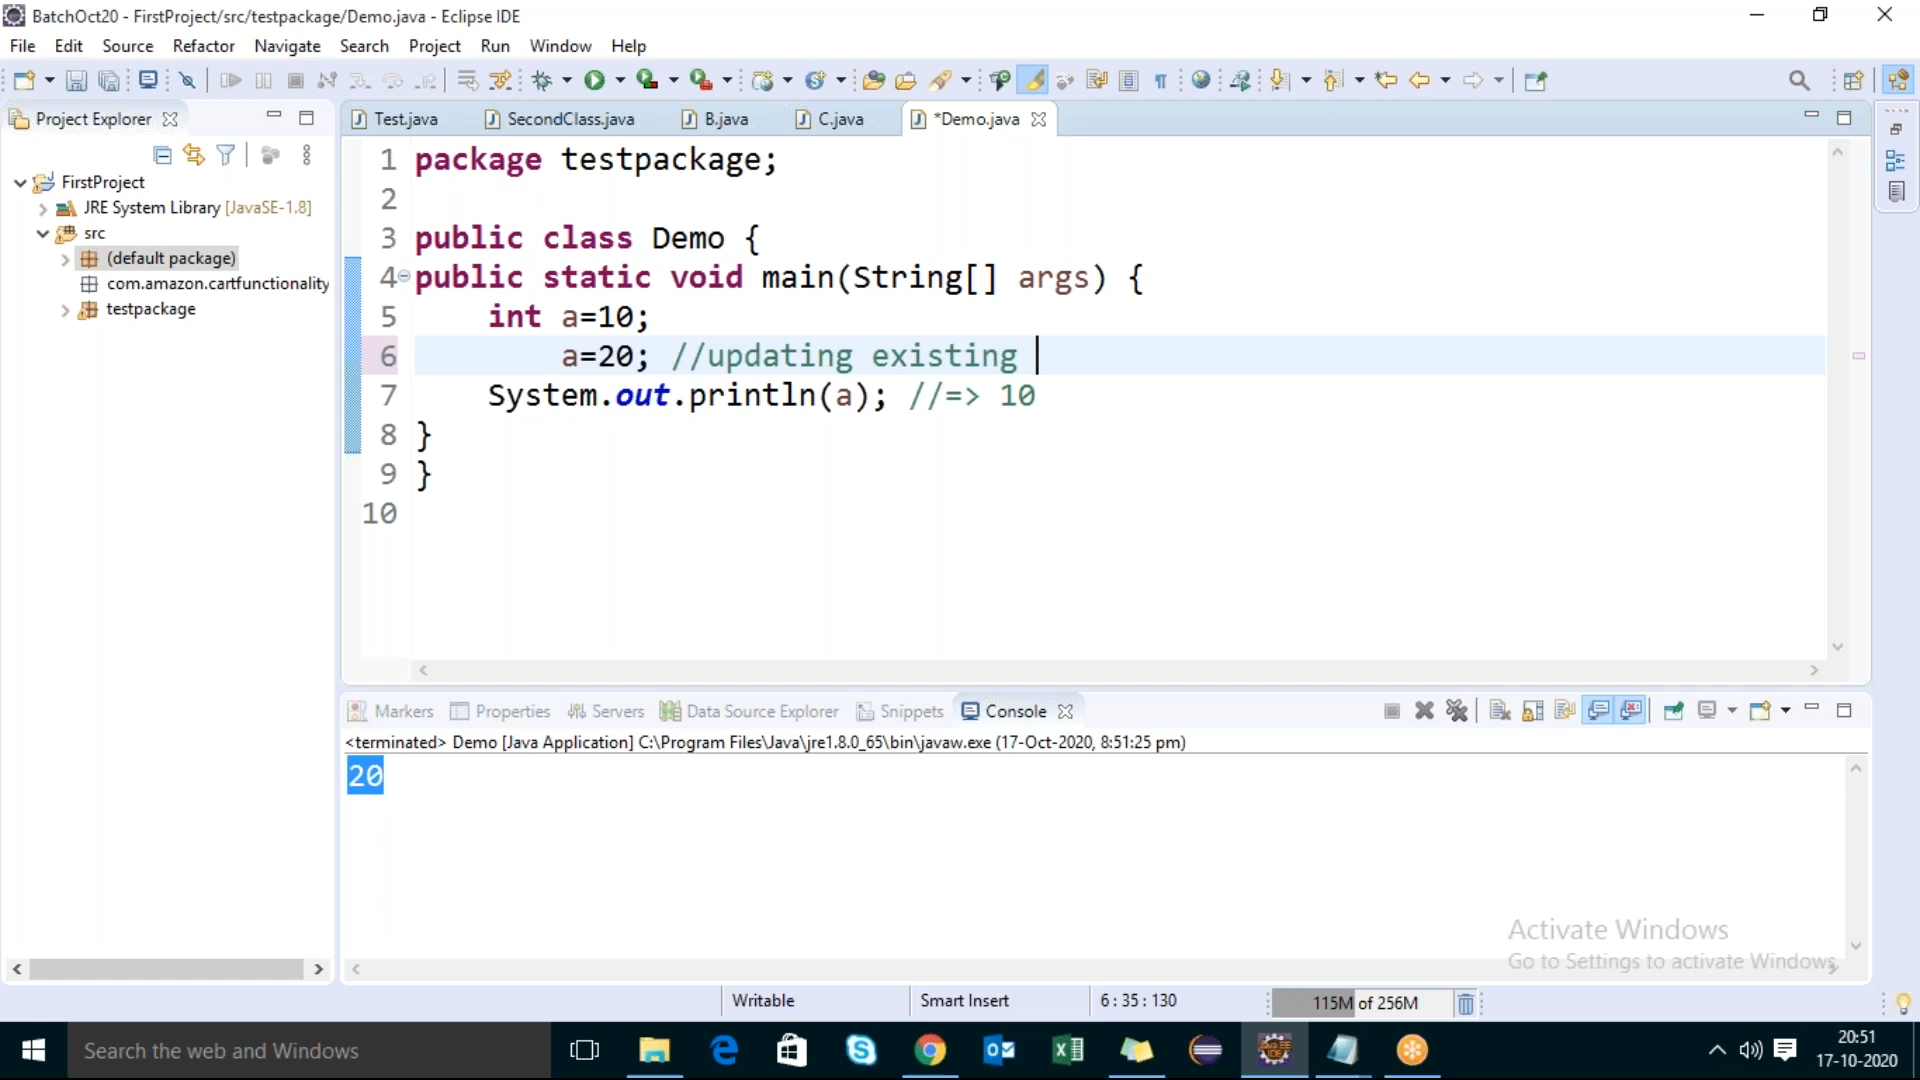 BatchOct20 - FirstProject/src/testpackage/Demo.java - Eclipse IDE
File Edit Source Refactor Navigate Search Project Run Window Help
Project Explorer
Test.java SecondClass.java B.java C.java *Demo.java
FirstProject
JRE System Library [JavaSE-1.8]
src
(default package)
com.amazon.cartfunctionality
testpackage
1 package testpackage;
2
3 public class Demo {
4 public static void main(String[] args) {
5 int a=10;
6 a=20; //updating existing
7 System.out.println(a); //=> 10
8 }
9 }
10
Markers Properties Servers Data Source Explorer Snippets Console
<terminated> Demo [Java Application] C:\Program Files\Java\jre1.8.0_65\bin\javaw.exe (17-Oct-2020, 8:51:25 pm)
20
Activate Windows
Go to Settings to activate Windows.
Writable Smart Insert 6 : 35 : 130 115M of 256M
Search the web and Windows
20:51
17-10-2020